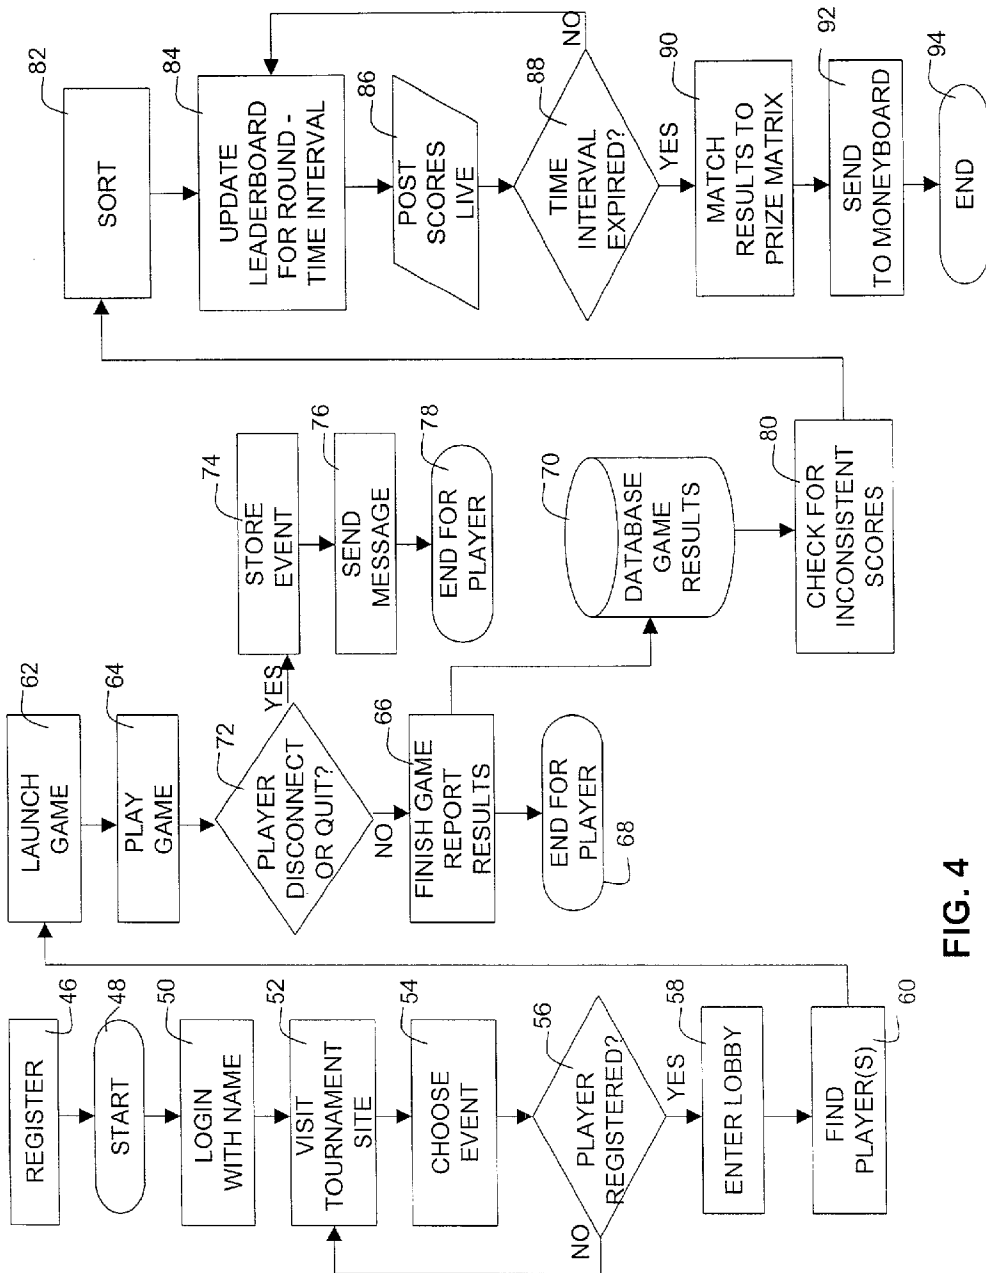 46
REGISTER
48
START
50
LOGIN
WITH NAME
52
VISIT
TOURNAMENT
SITE
54
CHOOSE
EVENT
56
PLAYER
REGISTERED?
NO
YES
58
ENTER LOBBY
60
FIND
PLAYER(S)
62
LAUNCH
GAME
64
PLAY
GAME
72
PLAYER
DISCONNECT
OR QUIT?
YES
NO
74
STORE
EVENT
76
SEND
MESSAGE
78
END FOR
PLAYER
66
FINISH GAME
REPORT
RESULTS
68
END FOR
PLAYER
70
DATABASE
GAME
RESULTS
80
CHECK FOR
INCONSISTENT
SCORES
82
SORT
84
UPDATE
LEADERBOARD
FOR ROUND -
TIME INTERVAL
86
POST
SCORES
LIVE
88
TIME
INTERVAL
EXPIRED?
NO
YES
90
MATCH
RESULTS TO
PRIZE MATRIX
92
SEND
TO MONEYBOARD
94
END
FIG. 4